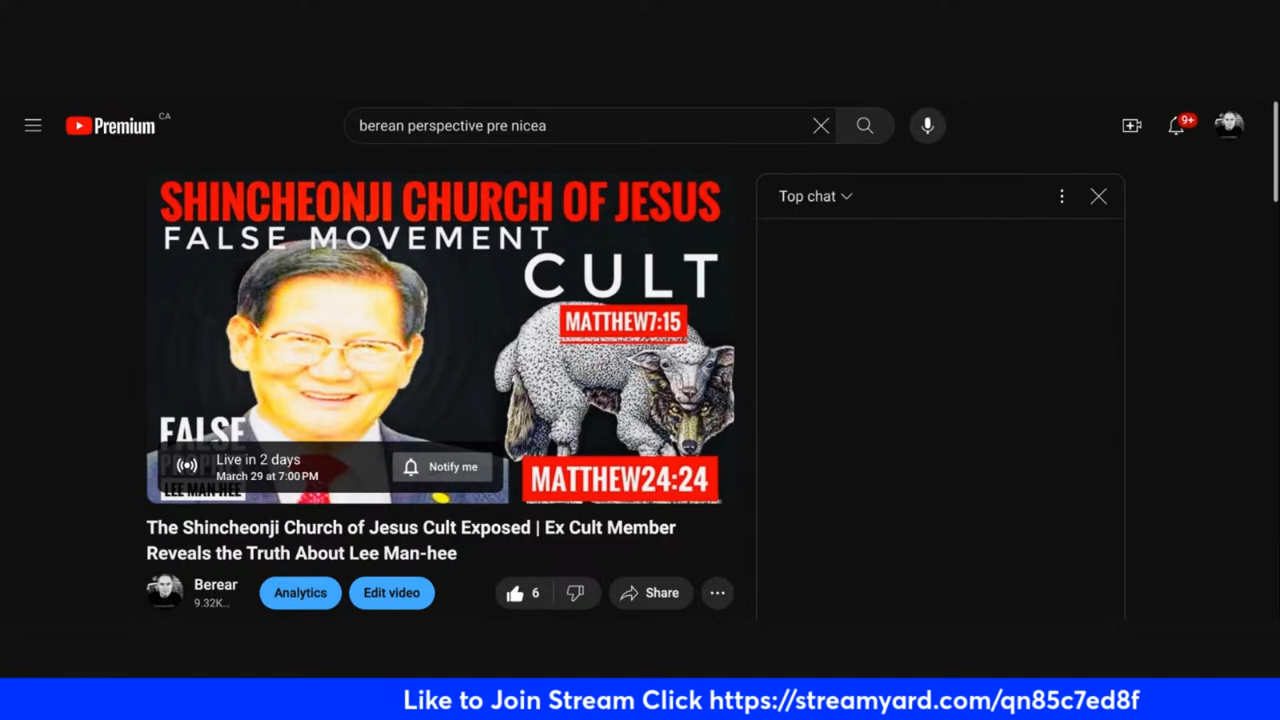 Premium CA
berean perspective pre nicea
9+
SHINCHEONJI CHURCH OF JESUS
FALSE MOVEMENT
CULT
MATTHEW7:15
FALSE
LEE MAN HEE
MATTHEW24:24
Live in 2 days
March 29 at 7:00 PM
Notify me
Top chat
The Shincheonji Church of Jesus Cult Exposed | Ex Cult Member
Reveals the Truth About Lee Man-hee
Berear
9.32K...
Analytics
Edit video
6
Share
Like to Join Stream Click https://streamyard.com/qn85c7ed8f